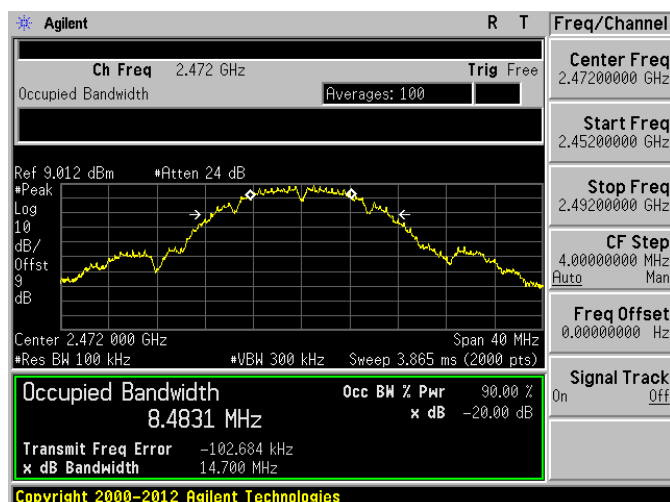 Agilent R T
Freq/Channel
Ch Freq 2.472 GHz Trig Free
Occupied Bandwidth Averages: 100
Center Freq
2.47200000 GHz
Start Freq
2.45200000 GHz
Stop Freq
2.49200000 GHz
CF Step
4.00000000 MHz
Auto Man
Freq Offset
0.00000000 Hz
Signal Track
On Off
Ref 9.012 dBm #Atten 24 dB
#Peak
Log
10
dB/
Offst
9
dB
Center 2.472 000 GHz Span 40 MHz
#Res BW 100 kHz #VBW 300 kHz Sweep 3.865 ms (2000 pts)
Occupied Bandwidth Occ BW % Pwr 90.00 %
8.4831 MHz x dB -20.00 dB
Transmit Freq Error -102.684 kHz
x dB Bandwidth 14.700 MHz
Copyright 2000-2012 Agilent Technologies